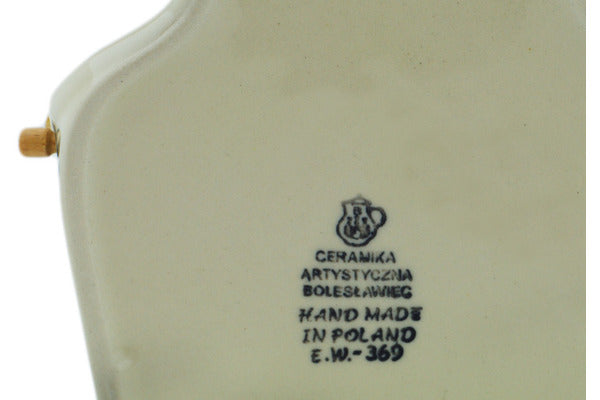 CERAMIKA
ARTYSTYCZNA
BOLESŁAWIEC
HAND MADE
IN POLAND
E.W.-369